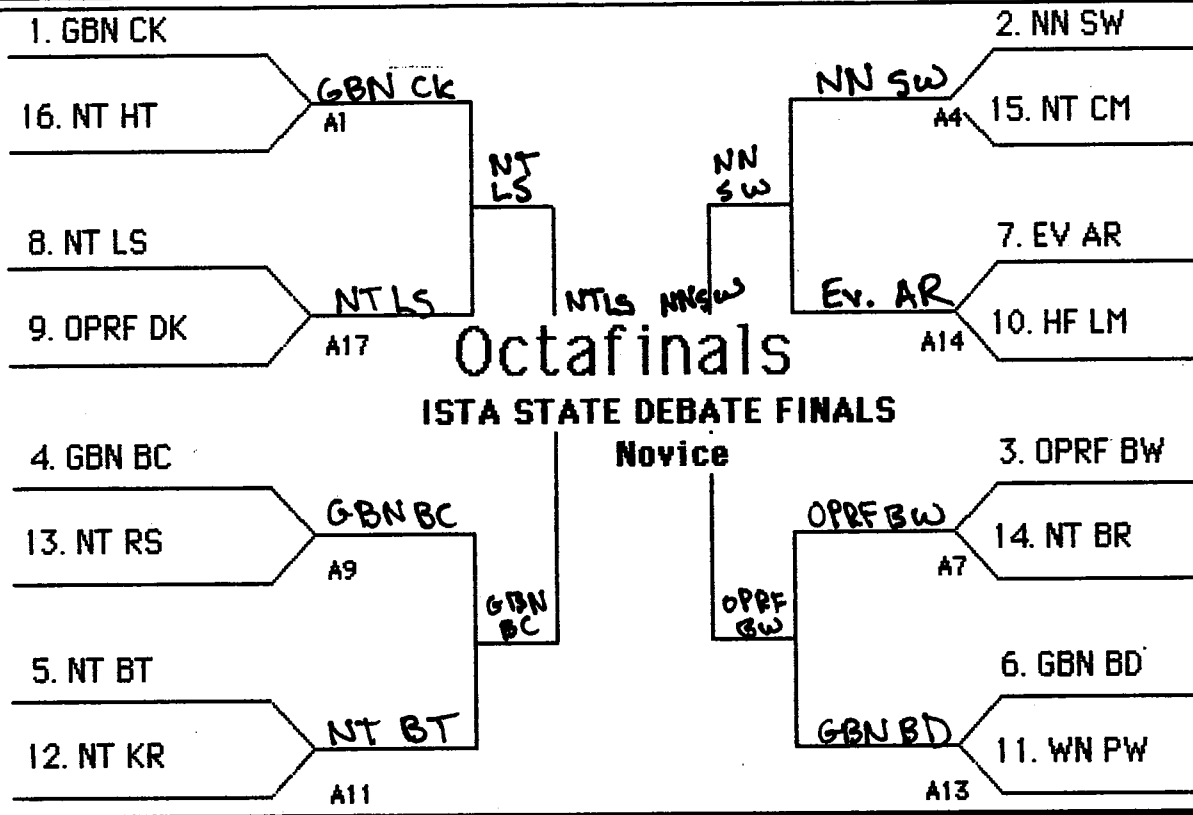 1. GBN CK
GBN CK
16. NT HT
A1
NT
LS
8. NT LS
NT LS
9. OPRF DK
A17
NTLS
2. NN SW
NN SW
A4
15. NT CM
NN
SW
7. EV AR
Ev. AR
10. HF LM
A14
NNSW
Octafinals
ISTA STATE DEBATE FINALS
Novice
4. GBN BC
GBN BC
13. NT RS
A9
GBN
BC
5. NT BT
NT BT
12. NT KR
A11
3. OPRF BW
OPRF BW
14. NT BR
A7
OPRF
BW
6. GBN BD
GBN BD
11. WN PW
A13